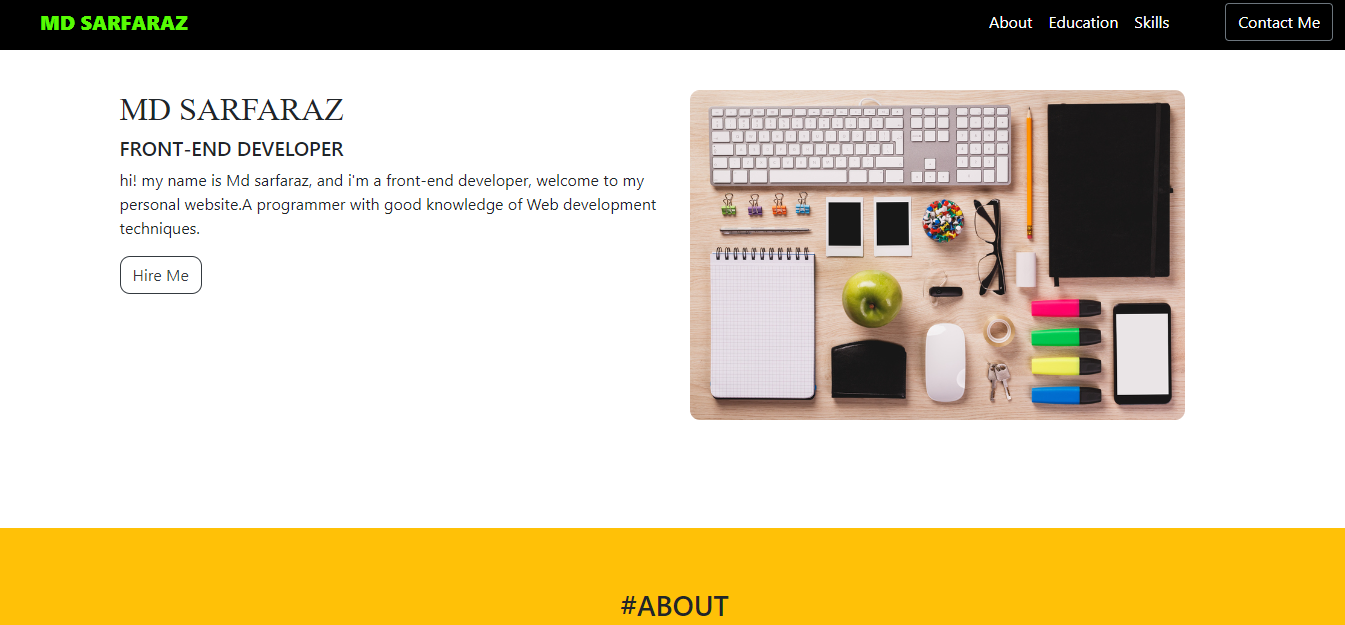 MD SARFARAZ
About Education Skills Contact Me
MD SARFARAZ
FRONT-END DEVELOPER
hi! my name is Md sarfaraz, and i'm a front-end developer, welcome to my
personal website.A programmer with good knowledge of Web development
techniques.
Hire Me
#ABOUT